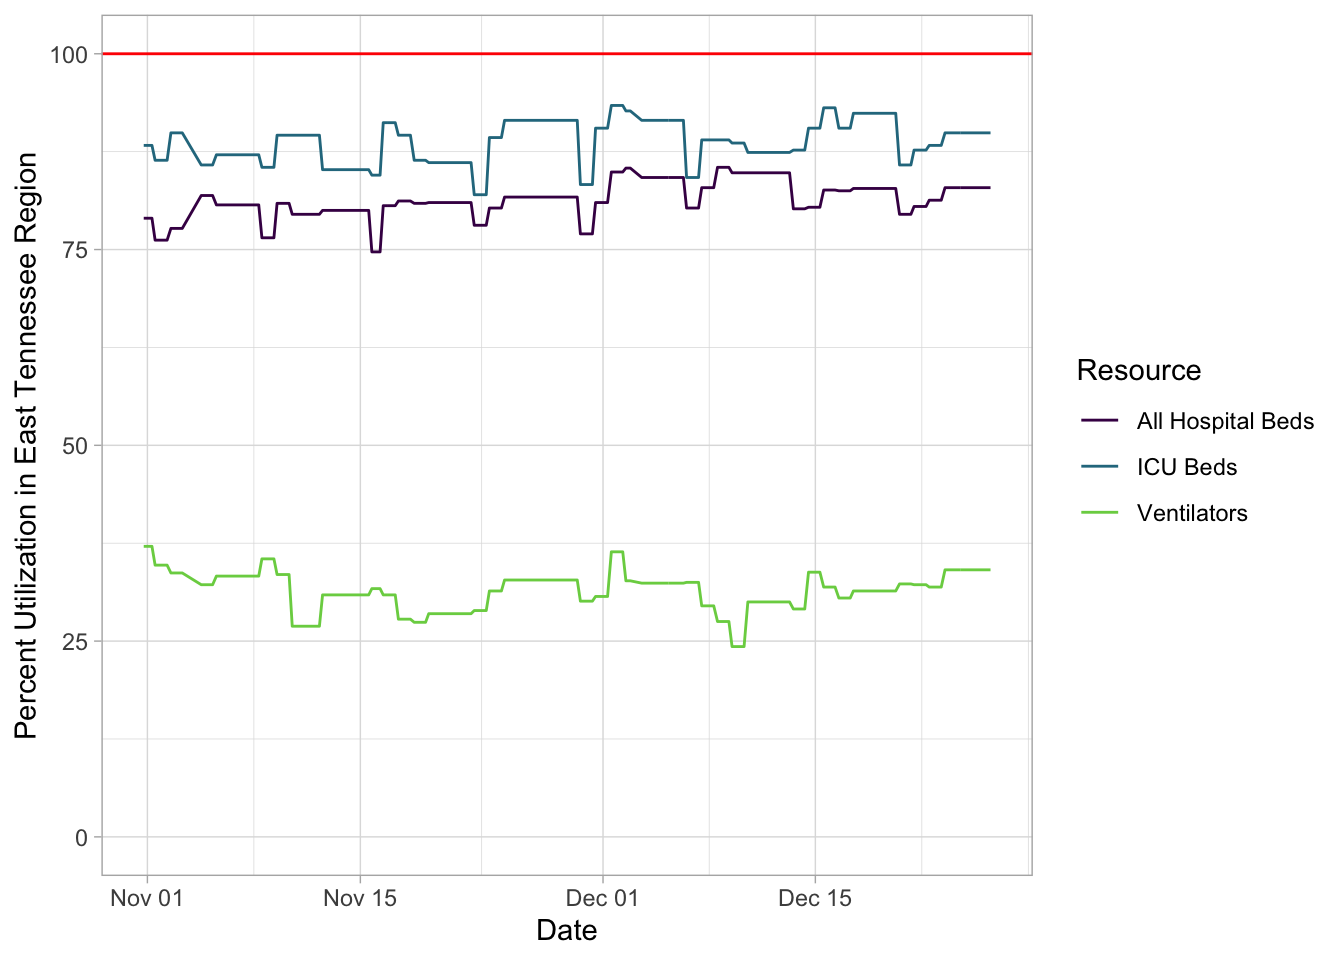 Percent Utilization in East Tennessee Region
100
75
50
25
0
Nov 01
Nov 15
Dec 01
Dec 15
Date
Resource
All Hospital Beds
ICU Beds
Ventilators